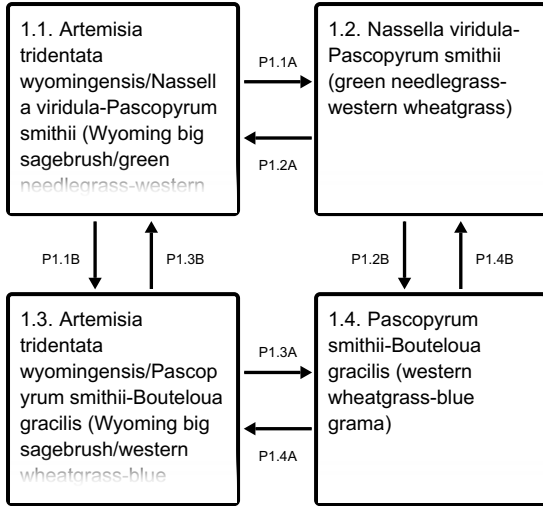 1.1. Artemisia
tridentata
wyomingensis/Nassell
a viridula-Pascopyrum
smithii (Wyoming big
sagebrush/green
needlegrass-western
P1.1A
P1.2A
1.2. Nassella viridula-
Pascopyrum smithii
(green needlegrass-
western wheatgrass)
P1.1B
P1.3B
P1.2B
P1.4B
1.3. Artemisia
tridentata
wyomingensis/Pascop
yrum smithii-Bouteloua
gracilis (Wyoming big
sagebrush/western
wheatgrass-blue
P1.3A
P1.4A
1.4. Pascopyrum
smithii-Bouteloua
gracilis (western
wheatgrass-blue
grama)